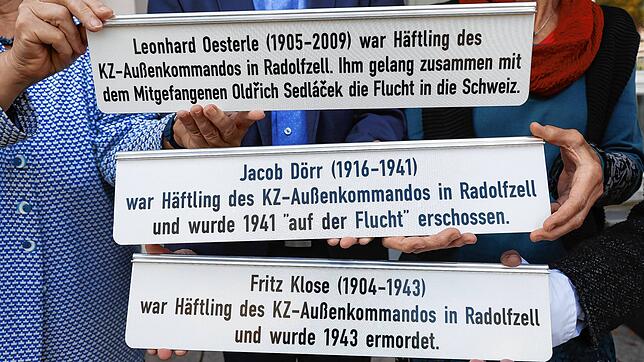 Leonhard Oesterle (1905-2009) war Häftling des
KZ-Außenkommandos in Radolfzell. Ihm gelang zusammen mit
dem Mitgefangenen Oldřich Sedláček die Flucht in die Schweiz.
Jacob Dörr (1916-1941)
war Häftling des KZ-Außenkommandos in Radolfzell
und wurde 1941 "auf der Flucht" erschossen.
Fritz Klose (1904-1943)
war Häftling des KZ-Außenkommandos in Radolfzell
und wurde 1943 ermordet.